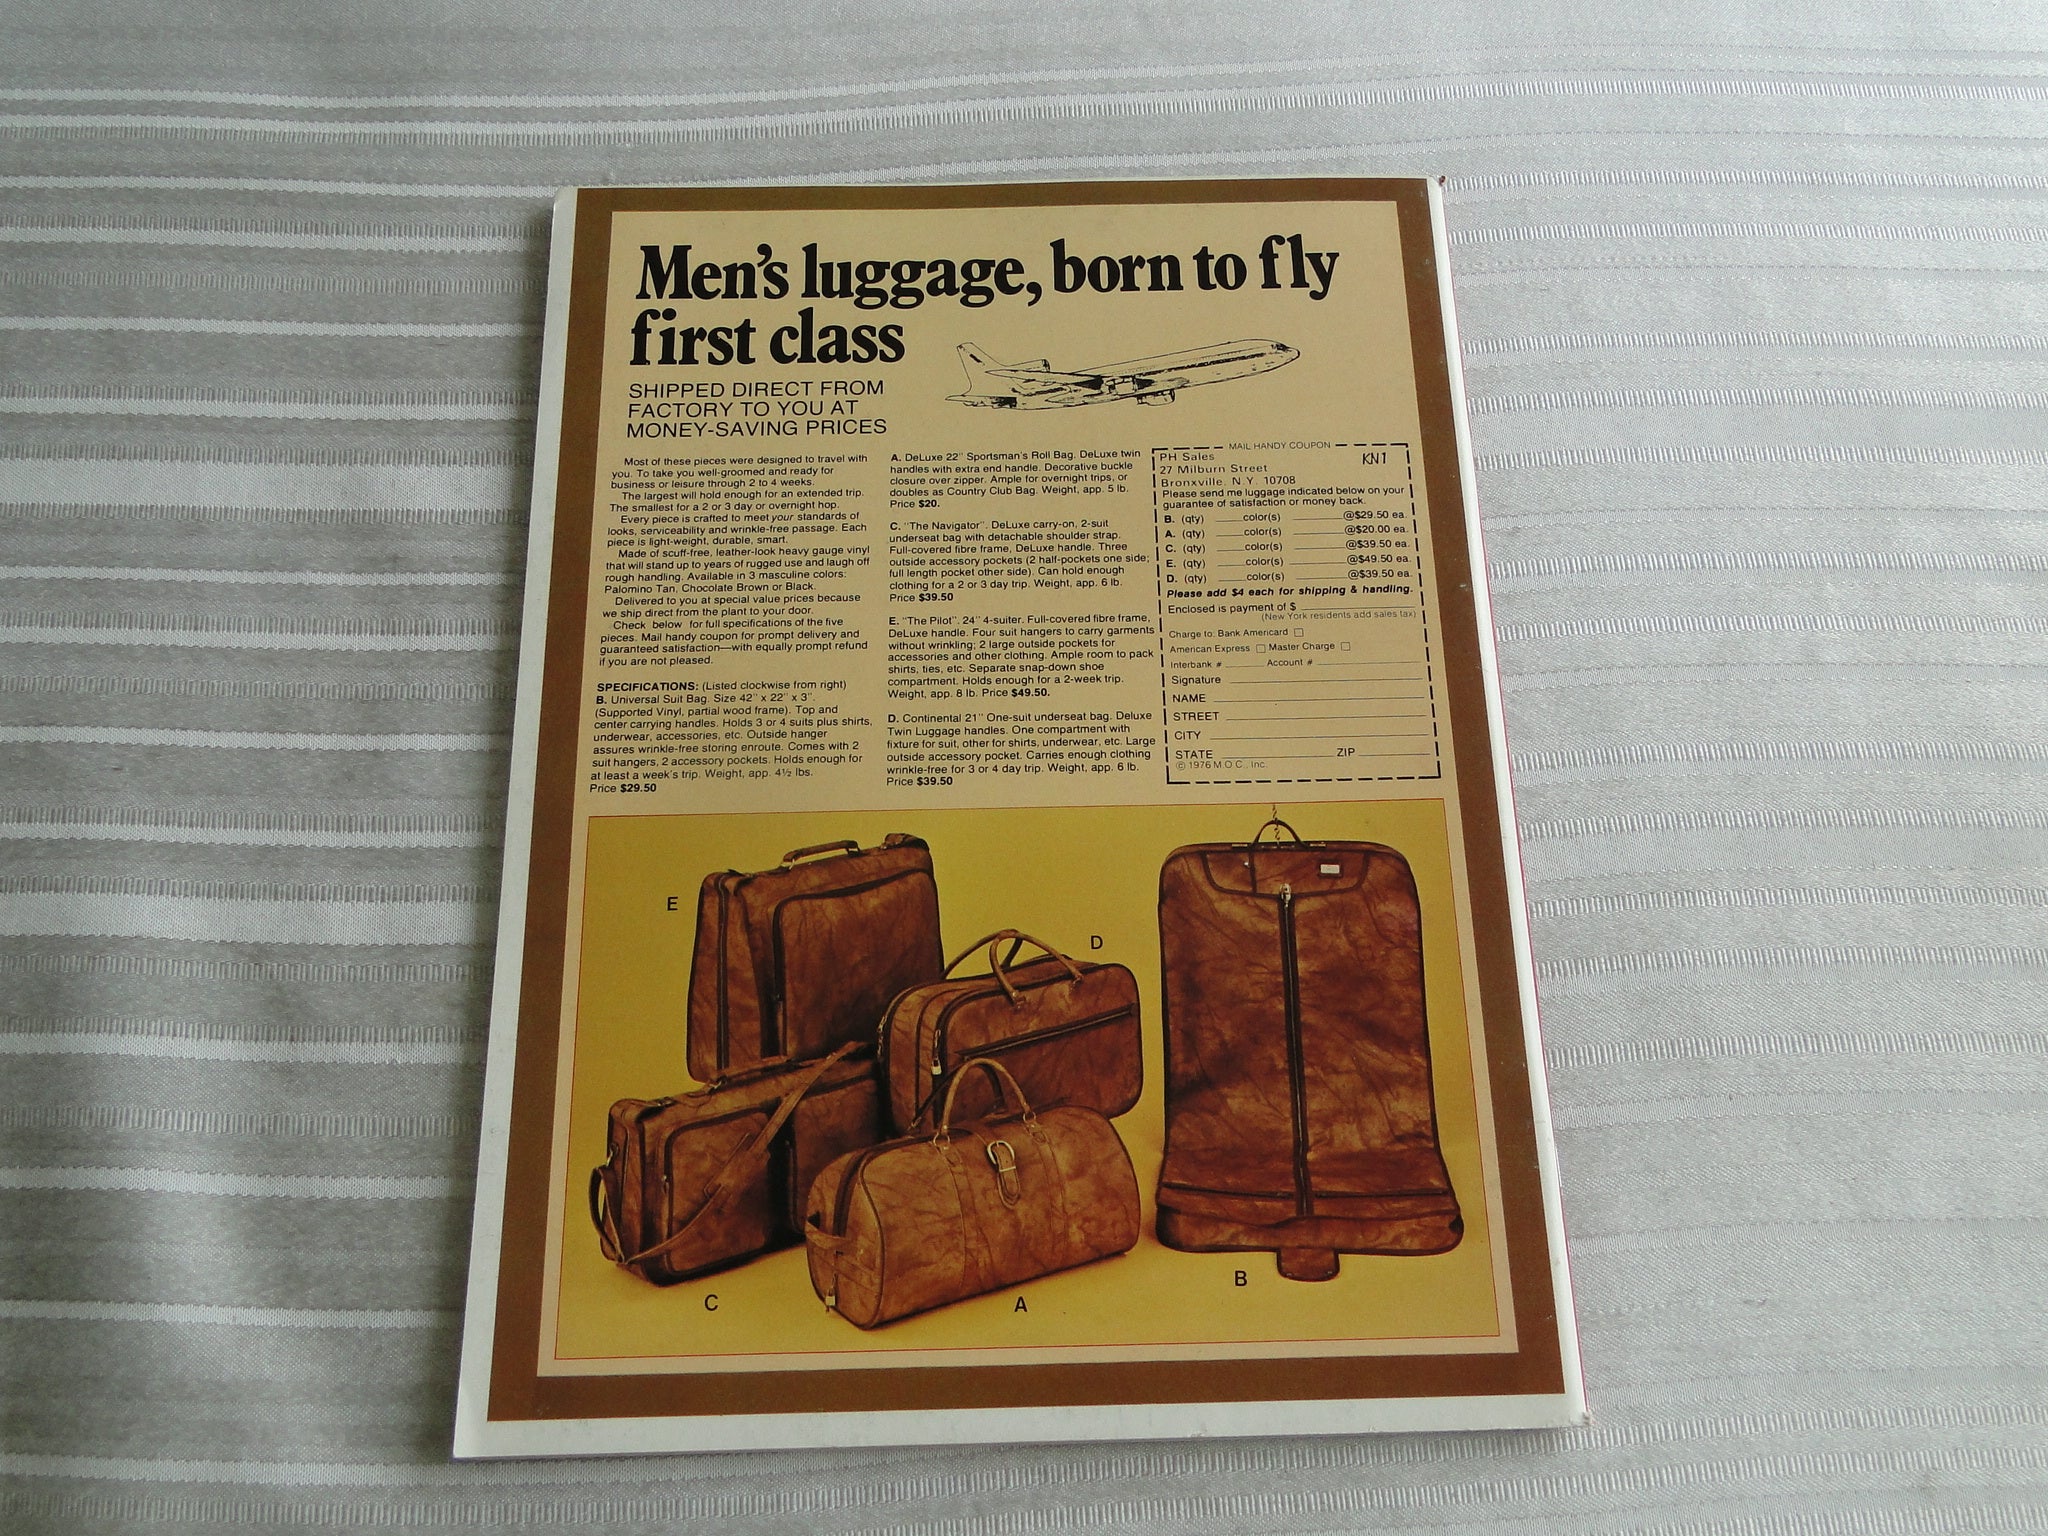 Men's luggage, born to fly
first class
SHIPPED DIRECT FROM
FACTORY TO YOU AT
MONEY-SAVING PRICES
Most of these pieces were designed to travel with
you. To take you well-groomed and ready for
business or leisure through 2 to 4 weeks.
The largest will hold enough for an extended trip.
The smallest for a 2 or 3 day or overnight hop.
Every piece is crafted to meet your standards of
looks, serviceability and wrinkle-free passage. Each
piece is light-weight, durable, smart.
Made of scuff-free, leather-look heavy gauge vinyl
that will stand up to years of rugged use and laugh off
rough handling. Available in 3 masculine colors:
Palomino Tan, Chocolate Brown or Black.
Delivered to you at special value prices because
we ship direct from the plant to your door.
Check below for full specifications of the five
pieces. Mail handy coupon for prompt delivery and
guaranteed satisfaction—with equally prompt refund
if you are not pleased.
SPECIFICATIONS: (Listed clockwise from right)
B. Universal Suit Bag. Size 42" x 22" x 3".
(Supported Vinyl, partial wood frame). Top and
center carrying handles. Holds 3 or 4 suits plus shirts,
underwear, accessories, etc. Outside hanger
assures wrinkle-free storing enroute. Comes with 2
suit hangers, 2 accessory pockets. Holds enough for
at least a week's trip. Weight, app. 4½ lbs.
Price $29.50
A. DeLuxe 22" Sportsman's Roll Bag. DeLuxe twin
handles with extra end handle. Decorative buckle
closure over zipper. Ample for overnight trips, or
doubles as Country Club Bag. Weight, app. 5 lb.
Price $20.
C. "The Navigator". DeLuxe carry-on, 2-suit
underseat bag with detachable shoulder strap.
Full-covered fibre frame, DeLuxe handle. Three
outside accessory pockets (2 half-pockets one side;
full length pocket other side). Can hold enough
clothing for a 2 or 3 day trip. Weight, app. 6 lb.
Price $39.50
E. "The Pilot". 24" 4-suiter. Full-covered fibre frame,
DeLuxe handle. Four suit hangers to carry garments
without wrinkling; 2 large outside pockets for
accessories and other clothing. Ample room to pack
shirts, ties, etc. Separate snap-down shoe
compartment. Holds enough for a 2-week trip.
Weight, app. 8 lb. Price $49.50.
D. Continental 21" One-suit underseat bag. Deluxe
Twin Luggage handles. One compartment with
fixture for suit, other for shirts, underwear, etc. Large
outside accessory pocket. Carries enough clothing
wrinkle-free for 3 or 4 day trip. Weight, app. 6 lb.
Price $39.50
MAIL HANDY COUPON
PH Sales KN1
27 Milburn Street
Bronxville, N.Y. 10708
Please send me luggage indicated below on your
guarantee of satisfaction or money back.
B. (qty) ____color(s) ________@$29.50 ea.
A. (qty) ____color(s) ________@$20.00 ea.
C. (qty) ____color(s) ________@$39.50 ea.
E. (qty) ____color(s) ________@$49.50 ea.
D. (qty) ____color(s) ________@$39.50 ea.
Please add $4 each for shipping & handling.
Enclosed is payment of $ ________
(New York residents add sales tax)
Charge to: Bank Americard □
American Express □ Master Charge □
Interbank # ______ Account # ________
Signature ________
NAME ________
STREET ________
CITY ________
STATE ________ ZIP ________
© 1976 M.O.C., Inc.
E
D
C
A
B